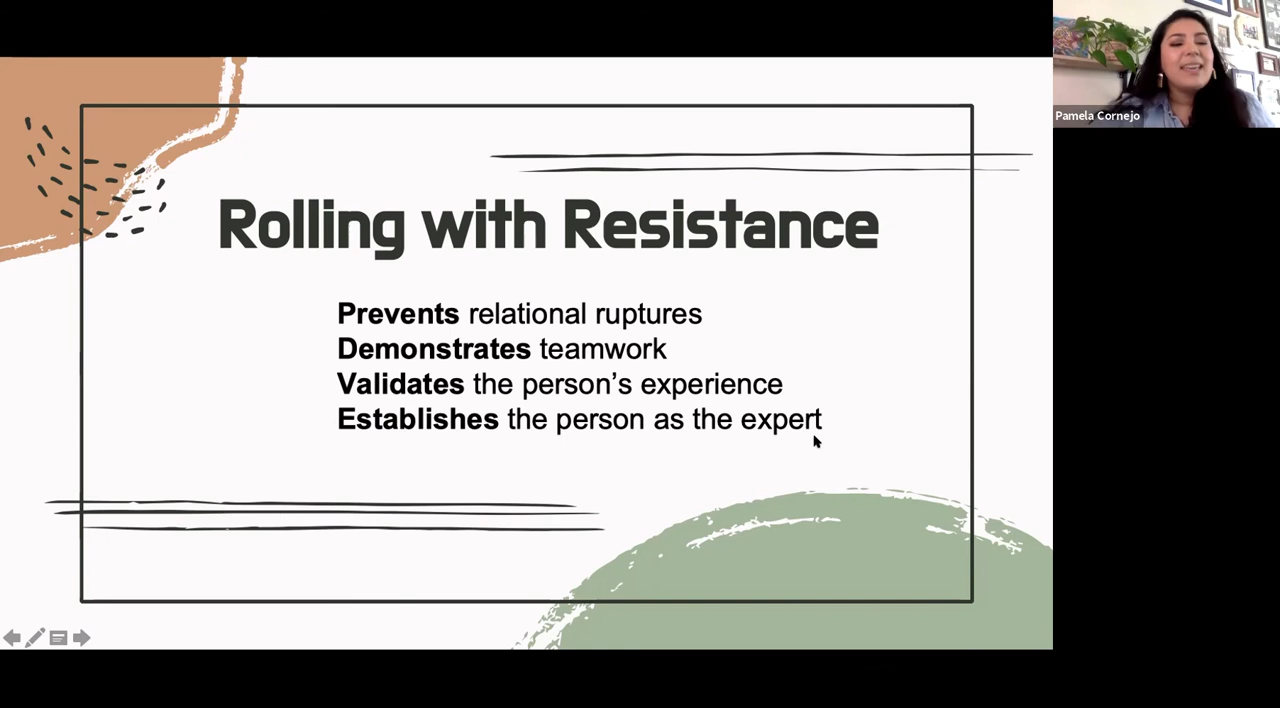 Pamela Cornejo
Rolling with Resistance
Prevents relational ruptures
Demonstrates teamwork
Validates the person’s experience
Establishes the person as the expert